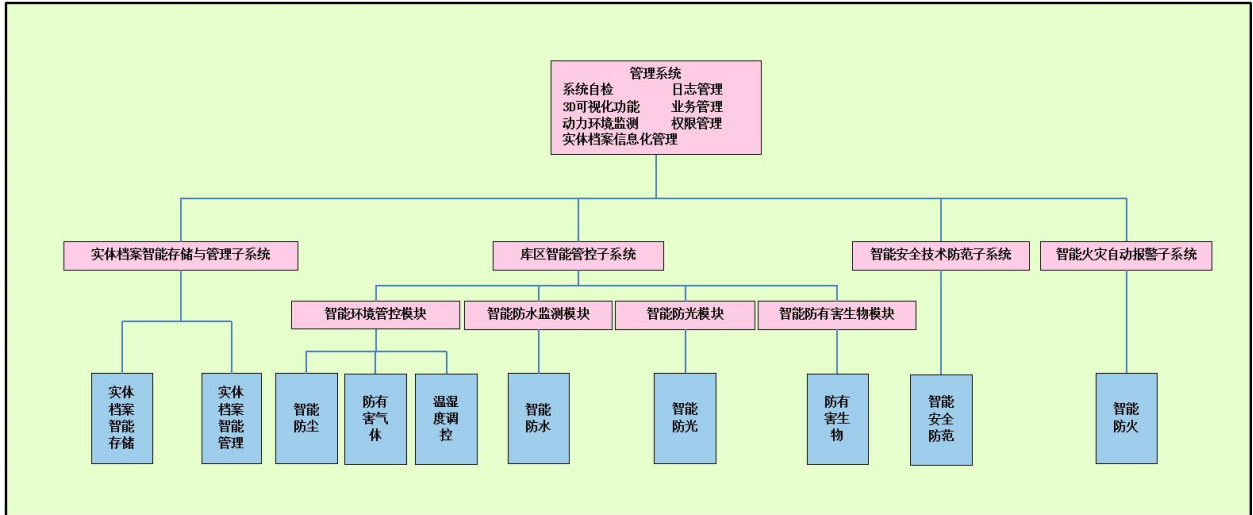 管理系统
系统自检 日志管理
3D可视化功能 业务管理
动力环境监测 权限管理
实体档案信息化管理
实体档案智能存储与管理子系统
库区智能管控子系统
智能安全技术防范子系统
智能火灾自动报警子系统
智能环境管控模块
智能防水监测模块
智能防光模块
智能防有害生物模块
实体
档案
智能
存储
实体
档案
智能
管理
智能
防尘
防有
害气
体
温湿
度调
控
智能
防水
智能
防光
防有
害生
物
智能
安全
防范
智能
防火